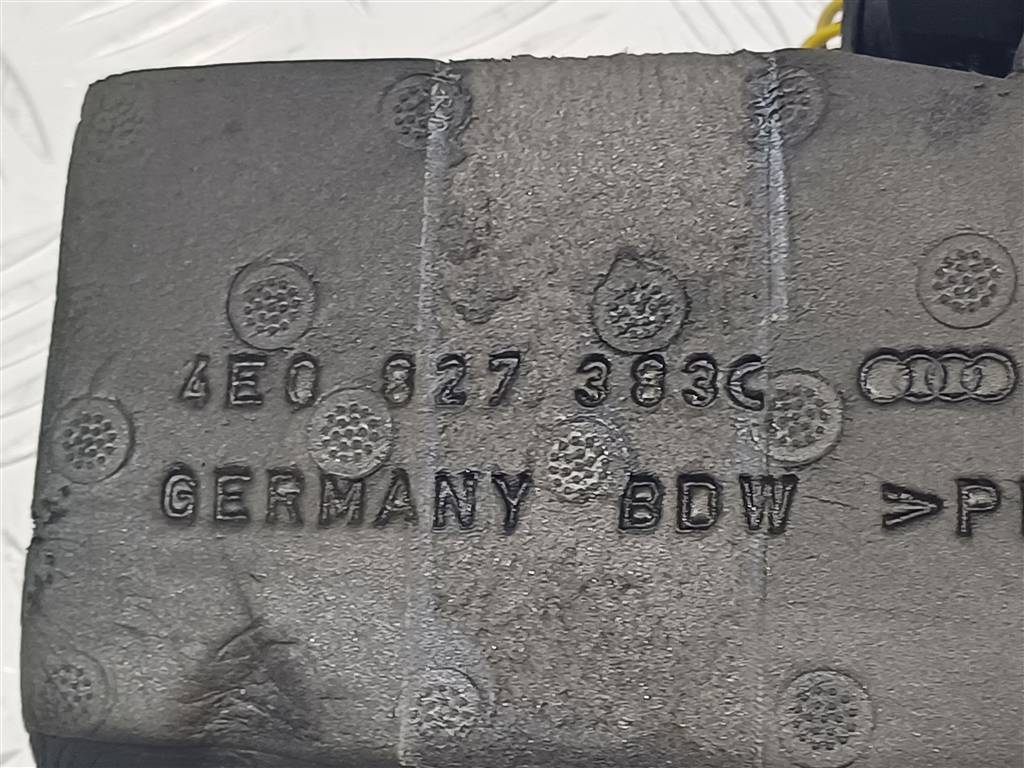 4E0 827 383C
GERMANY BDW >P